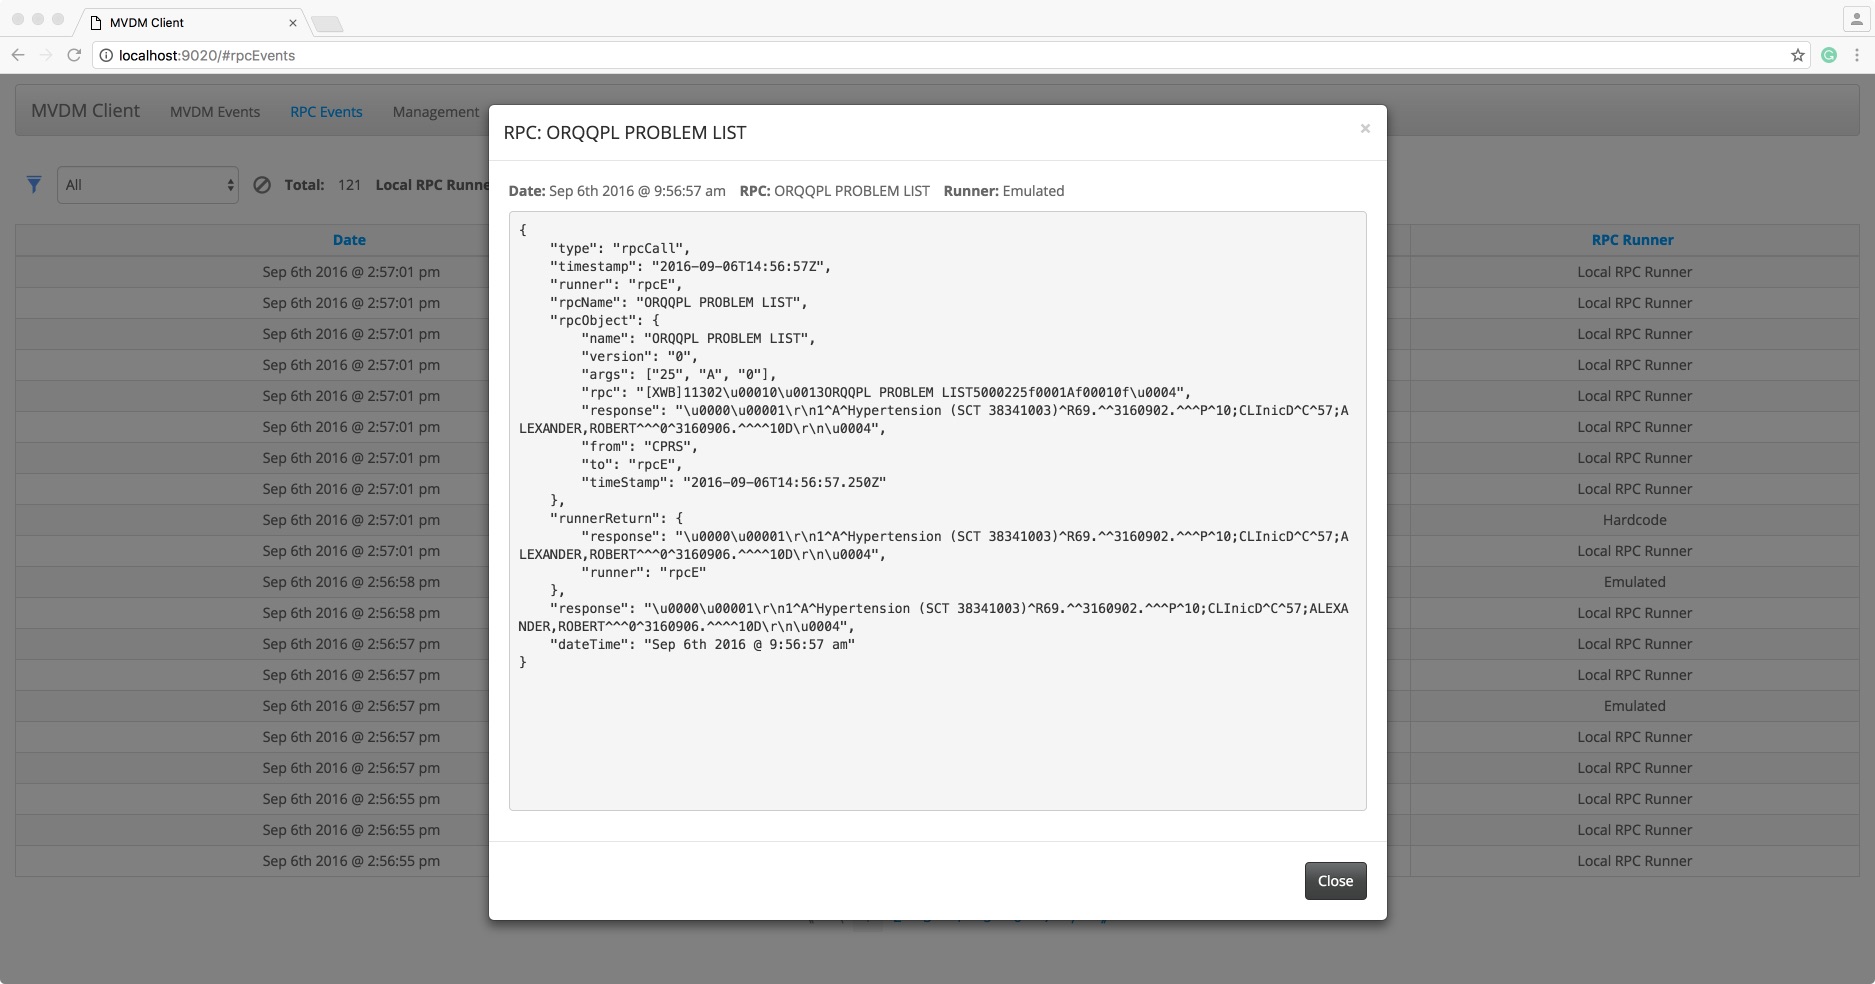 MVDM Client
localhost:9020/#rpcEvents
MVDM Client MVDM Events RPC Events Management
RPC: ORQQPL PROBLEM LIST ×
All Total: 121 Local RPC Runne
Date: Sep 6th 2016 @ 9:56:57 am RPC: ORQQPL PROBLEM LIST Runner: Emulated
{
"type": "rpcCall",
"timestamp": "2016-09-06T14:56:57Z",
"runner": "rpcE",
"rpcName": "ORQQPL PROBLEM LIST",
"rpcObject": {
"name": "ORQQPL PROBLEM LIST",
"version": "0",
"args": ["25", "A", "0"],
"rpc": "[XWB]11302\u00010\u0013ORQQPL PROBLEM LIST5000225f0001Af00010f\u0004",
"response": "\u0000\u00001\r\n1^A^Hypertension (SCT 38341003)^R69.^^3160902.^^^P^10;CLInicD^C^57;A
LEXANDER,ROBERT^^^0^3160906.^^^^10D\r\n\u0004",
"from": "CPRS",
"to": "rpcE",
"timeStamp": "2016-09-06T14:56:57.250Z"
},
"runnerReturn": {
"response": "\u0000\u00001\r\n1^A^Hypertension (SCT 38341003)^R69.^^3160902.^^^P^10;CLInicD^C^57;A
LEXANDER,ROBERT^^^0^3160906.^^^^10D\r\n\u0004",
"runner": "rpcE"
},
"response": "\u0000\u00001\r\n1^A^Hypertension (SCT 38341003)^R69.^^3160902.^^^P^10;CLInicD^C^57;ALEXA
NDER,ROBERT^^^0^3160906.^^^^10D\r\n\u0004",
"dateTime": "Sep 6th 2016 @ 9:56:57 am"
}
Close
Date RPC Runner
Sep 6th 2016 @ 2:57:01 pm Local RPC Runner
Sep 6th 2016 @ 2:57:01 pm Local RPC Runner
Sep 6th 2016 @ 2:57:01 pm Local RPC Runner
Sep 6th 2016 @ 2:57:01 pm Local RPC Runner
Sep 6th 2016 @ 2:57:01 pm Local RPC Runner
Sep 6th 2016 @ 2:57:01 pm Local RPC Runner
Sep 6th 2016 @ 2:57:01 pm Local RPC Runner
Sep 6th 2016 @ 2:57:01 pm Local RPC Runner
Sep 6th 2016 @ 2:57:01 pm Hardcode
Sep 6th 2016 @ 2:57:01 pm Local RPC Runner
Sep 6th 2016 @ 2:56:58 pm Emulated
Sep 6th 2016 @ 2:56:58 pm Local RPC Runner
Sep 6th 2016 @ 2:56:57 pm Local RPC Runner
Sep 6th 2016 @ 2:56:57 pm Local RPC Runner
Sep 6th 2016 @ 2:56:57 pm Emulated
Sep 6th 2016 @ 2:56:57 pm Local RPC Runner
Sep 6th 2016 @ 2:56:57 pm Local RPC Runner
Sep 6th 2016 @ 2:56:55 pm Local RPC Runner
Sep 6th 2016 @ 2:56:55 pm Local RPC Runner
Sep 6th 2016 @ 2:56:55 pm Local RPC Runner